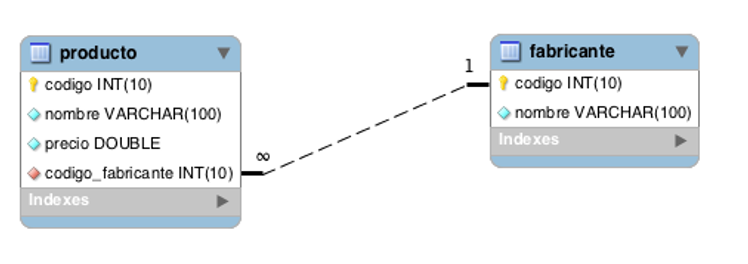 producto
codigo INT(10)
nombre VARCHAR(100)
precio DOUBLE
codigo_fabricante INT(10)
Indexes
∞
1
fabricante
codigo INT(10)
nombre VARCHAR(100)
Indexes